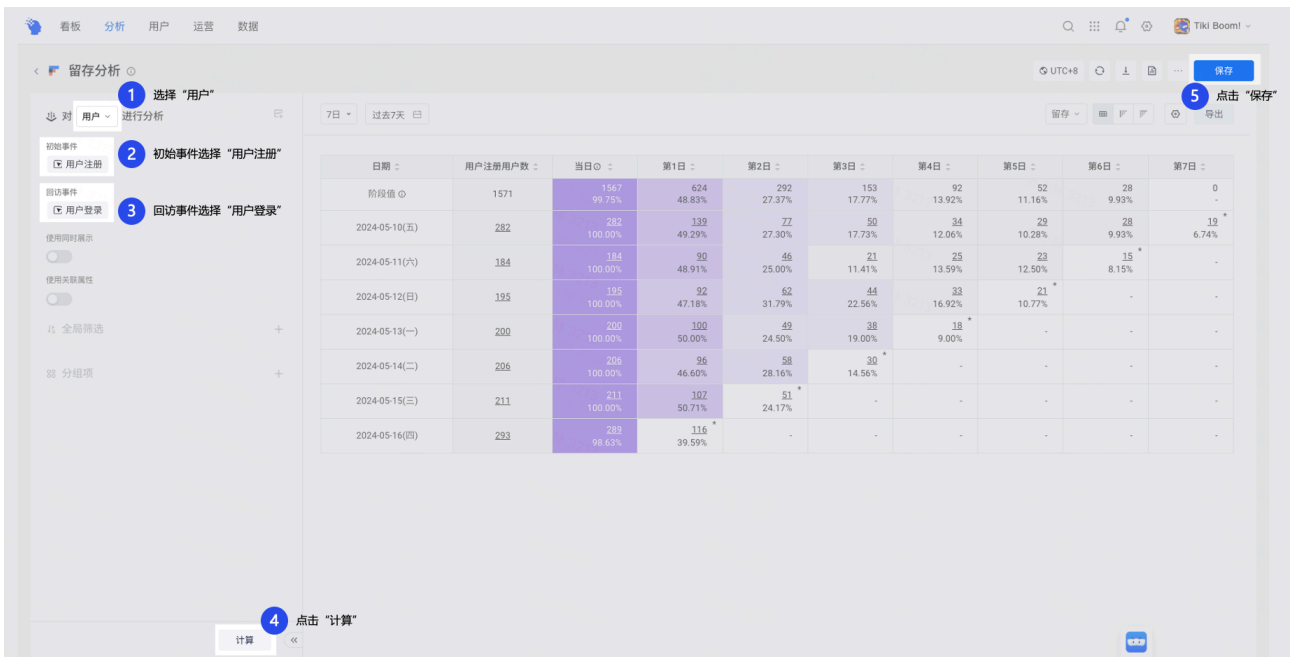 看板 分析 用户 运营 数据 Tiki Boom!
留存分析 UTC+8 ... 保存
1 选择“用户” 5 点击“保存”
对 用户 进行分析 7日 过去7天 留存 导出
初始事件
用户注册 2 初始事件选择“用户注册”
回访事件
用户登录 3 回访事件选择“用户登录”
使用同时展示
使用关联属性
全局筛选 +
分组项 +
日期 用户注册用户数 当日 第1日 第2日 第3日 第4日 第5日 第6日 第7日
阶段值 1571 1567 624 292 153 92 52 28 0
99.75% 48.83% 27.37% 17.77% 13.92% 11.16% 9.93% -
2024-05-10(五) 282 282 139 77 50 34 29 28 19 *
100.00% 49.29% 27.30% 17.73% 12.06% 10.28% 9.93% 6.74%
2024-05-11(六) 184 184 90 46 21 25 23 15 * -
100.00% 48.91% 25.00% 11.41% 13.59% 12.50% 8.15%
2024-05-12(日) 195 195 92 62 44 33 21 * - -
100.00% 47.18% 31.79% 22.56% 16.92% 10.77%
2024-05-13(一) 200 200 100 49 38 18 * - - -
100.00% 50.00% 24.50% 19.00% 9.00%
2024-05-14(二) 206 206 96 58 30 * - - - -
100.00% 46.60% 28.16% 14.56%
2024-05-15(三) 211 211 107 51 * - - - - -
100.00% 50.71% 24.17%
2024-05-16(四) 293 289 116 * - - - - - -
98.63% 39.59%
4 点击“计算”
计算 «